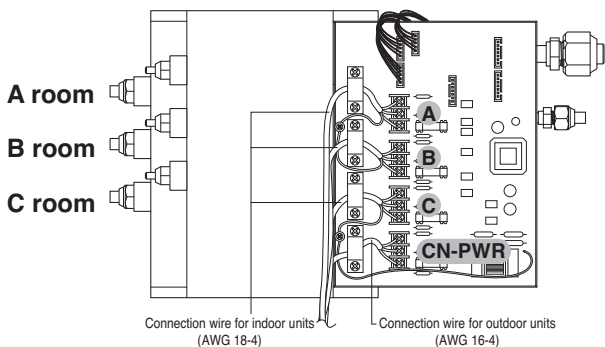 A room
B room
C room
A
B
C
CN-PWR
Connection wire for indoor units
(AWG 18-4)
Connection wire for outdoor units
(AWG 16-4)